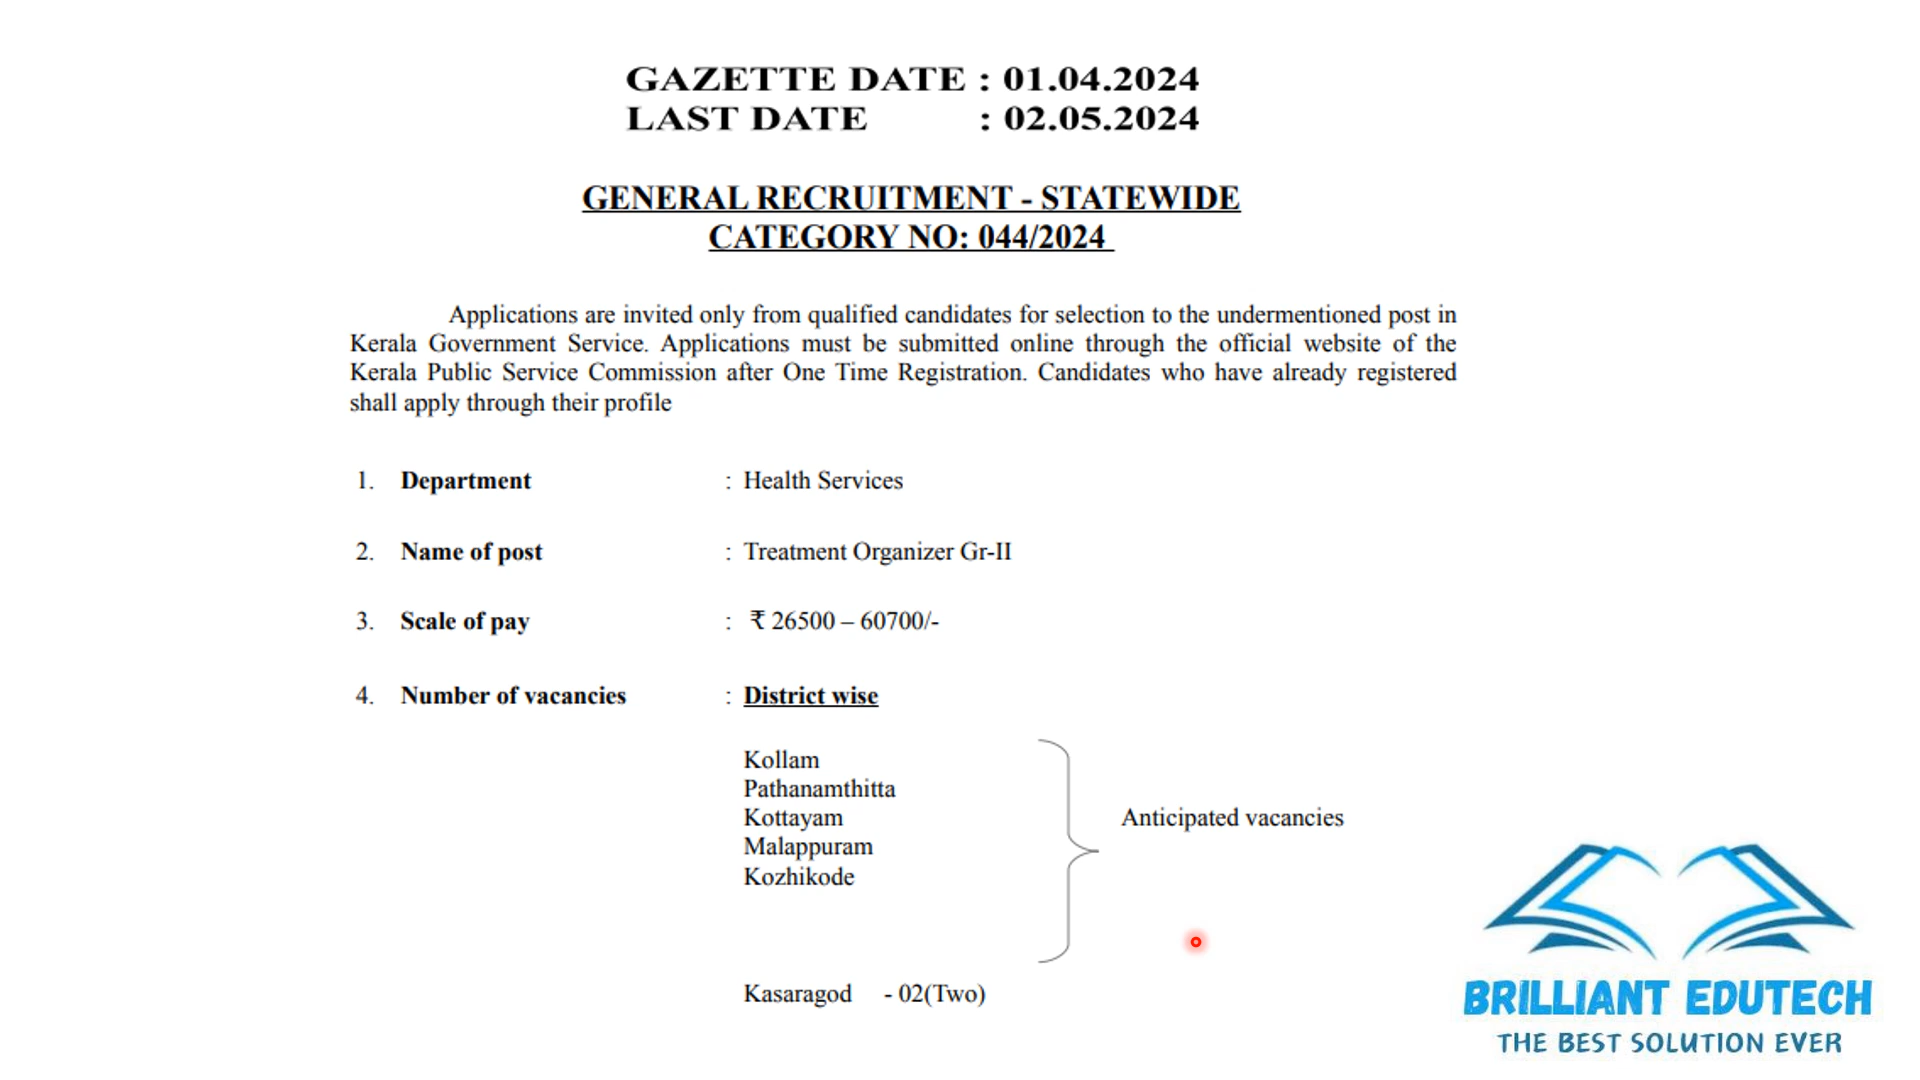 GAZETTE DATE : 01.04.2024
LAST DATE : 02.05.2024
GENERAL RECRUITMENT - STATEWIDE
CATEGORY NO: 044/2024
Applications are invited only from qualified candidates for selection to the undermentioned post in
Kerala Government Service. Applications must be submitted online through the official website of the
Kerala Public Service Commission after One Time Registration. Candidates who have already registered
shall apply through their profile
1. Department : Health Services
2. Name of post : Treatment Organizer Gr-II
3. Scale of pay : ₹ 26500 – 60700/-
4. Number of vacancies : District wise
Kollam
Pathanamthitta
Kottayam
Malappuram
Kozhikode
Anticipated vacancies
Kasaragod - 02(Two)
BRILLIANT EDUTECH
THE BEST SOLUTION EVER